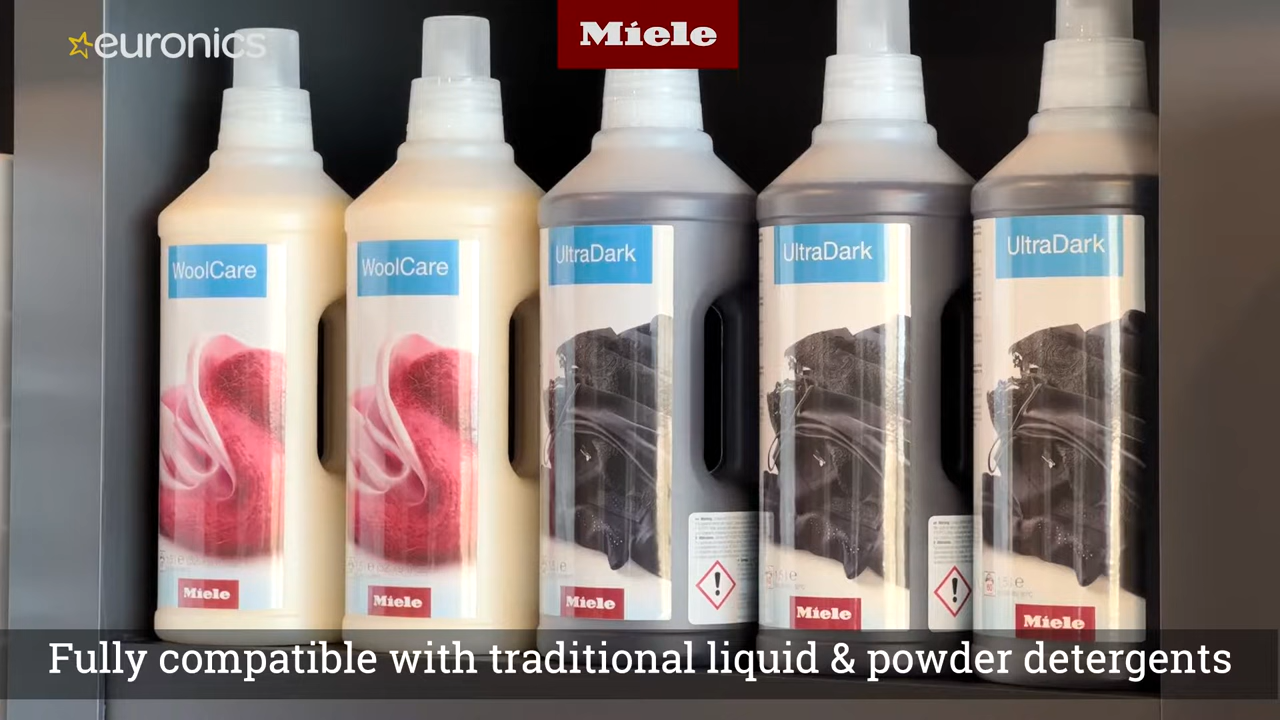 euronics
Miele
WoolCare
WoolCare
UltraDark
UltraDark
UltraDark
Miele
Miele
Miele
Miele
Miele
Fully compatible with traditional liquid & powder detergents